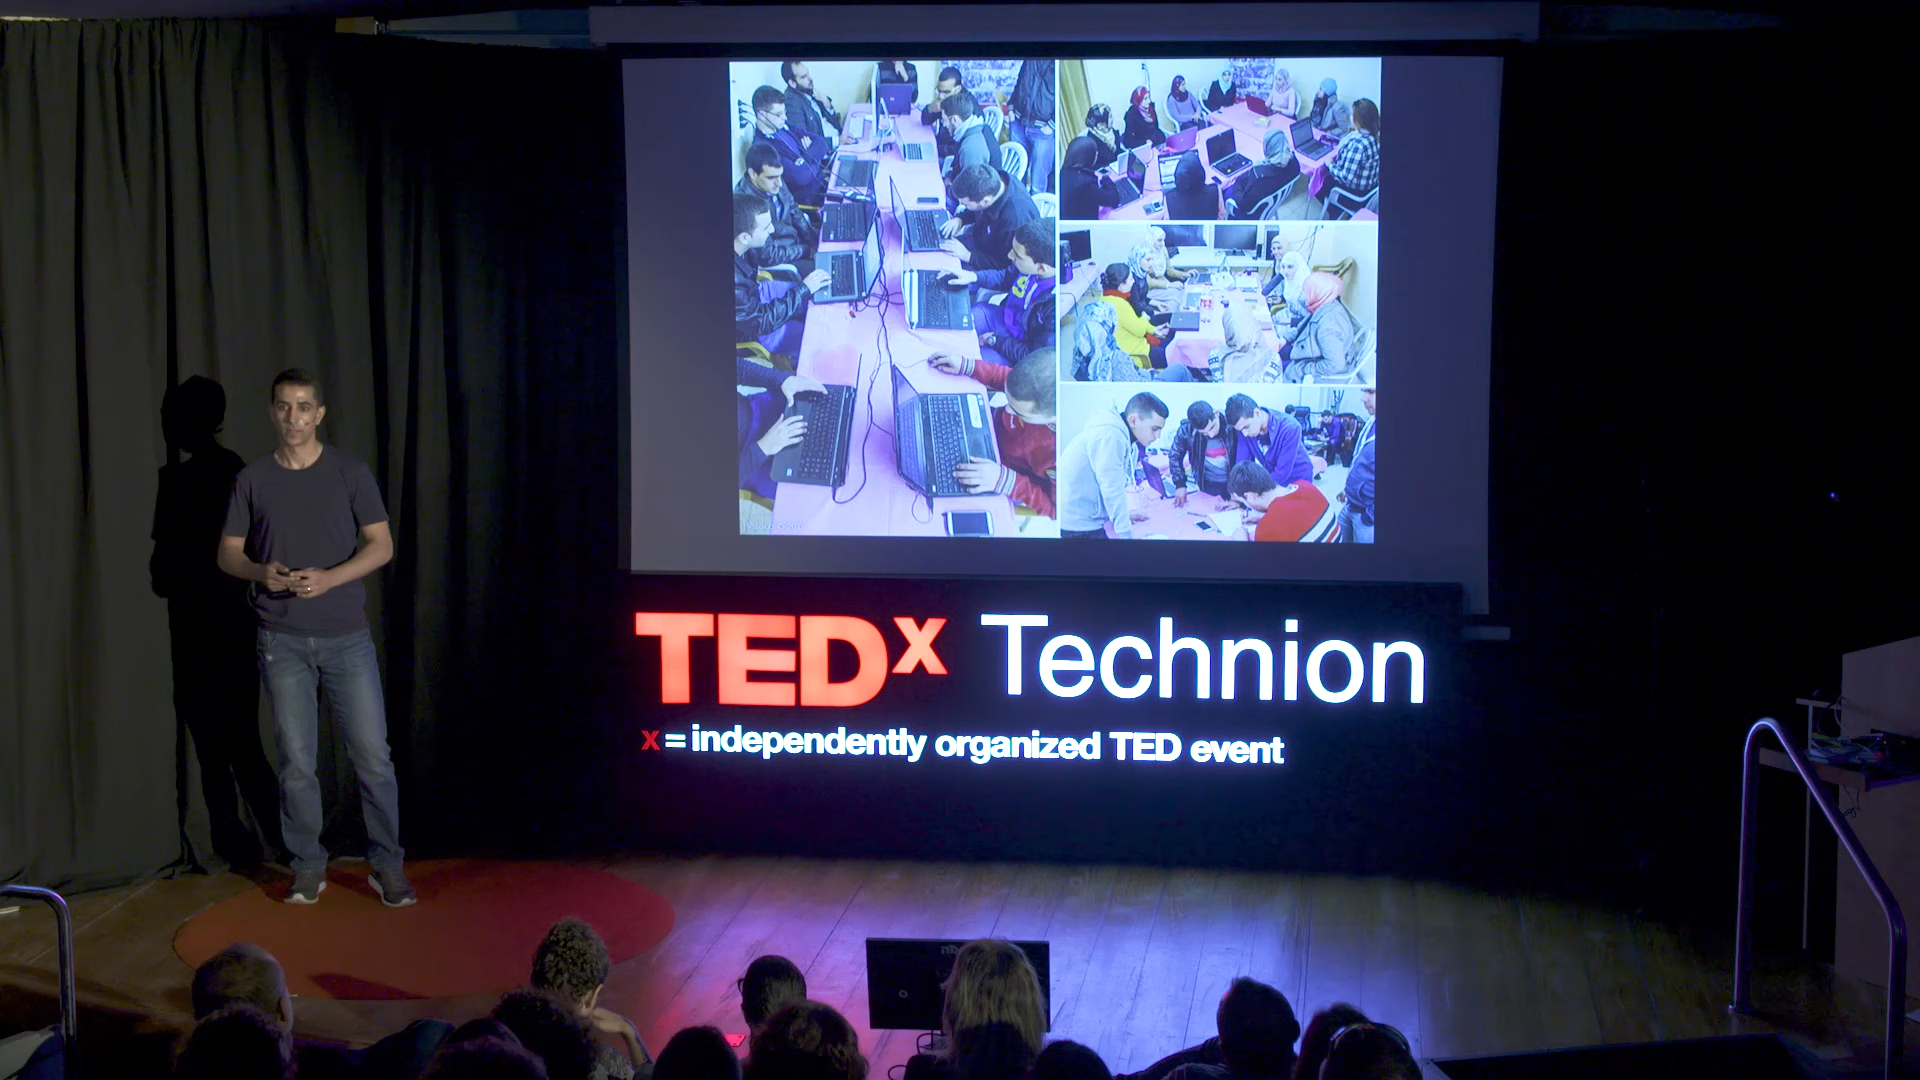 TEDx Technion
x = independently organized TED event